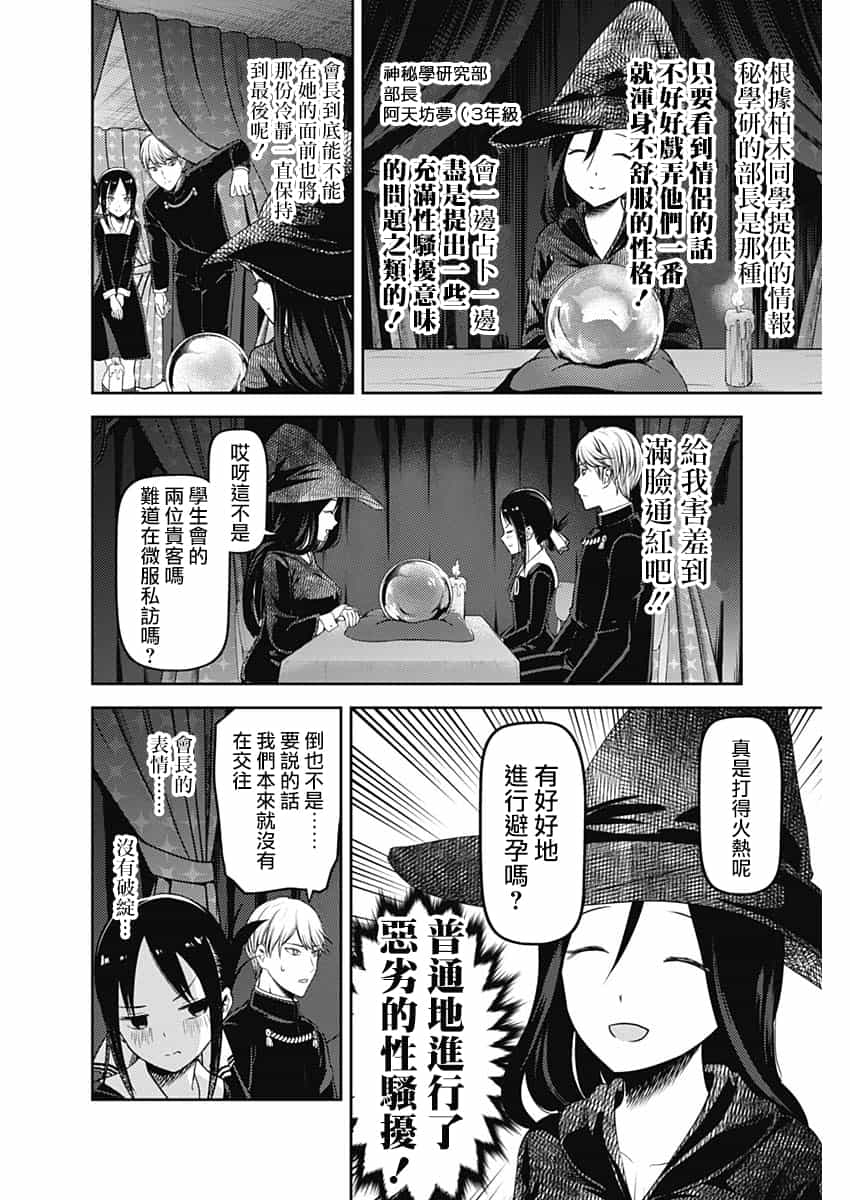 根據柏木同學提供的情報
秘學研的部長是那種
只要看到情侶的話
不好好戲弄他們一番
就渾身不舒服的性格！
神秘學研究部
部長
阿天坊夢（3年級
會一邊占卜一邊
盡是提出一些
充滿性騷擾意味
的問題之類的！
會長到底能不能
在她的面前也將
那份冷靜一直保持
到最後呢！
給我害羞到
滿臉通紅吧！！
哎呀這不是
學生會的
兩位貴客嗎
難道在微服私訪嗎？
真是打得火熱呢
有好好地
進行避孕嗎？
普通地進行了
惡劣的性騷擾！
倒也不是……
要説的話
我們本來就沒有
在交往
會長的
表情……
沒有破綻…